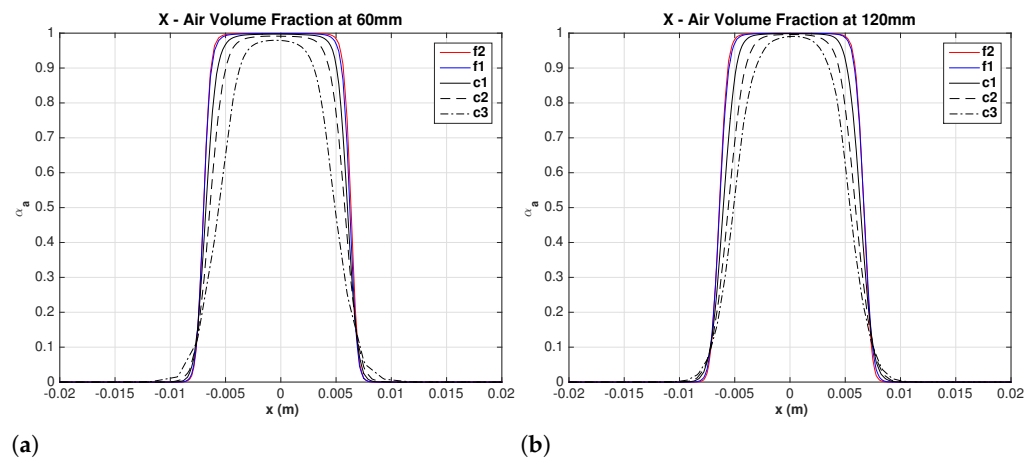 X - Air Volume Fraction at 60mm
1
0.9
0.8
0.7
0.6
0.5
0.4
0.3
0.2
0.1
0
α_a
f2
f1
c1
c2
c3
-0.02 -0.015 -0.01 -0.005 0 0.005 0.01 0.015 0.02
x (m)
(a)
X - Air Volume Fraction at 120mm
1
0.9
0.8
0.7
0.6
0.5
0.4
0.3
0.2
0.1
0
α_a
f2
f1
c1
c2
c3
-0.02 -0.015 -0.01 -0.005 0 0.005 0.01 0.015 0.02
x (m)
(b)